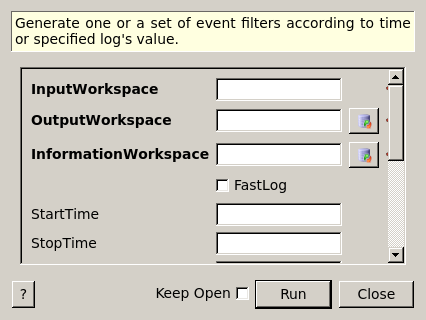 Generate one or a set of event filters according to time
or specified log's value.
InputWorkspace
OutputWorkspace
InformationWorkspace
FastLog
StartTime
StopTime
?
Keep Open
Run
Close